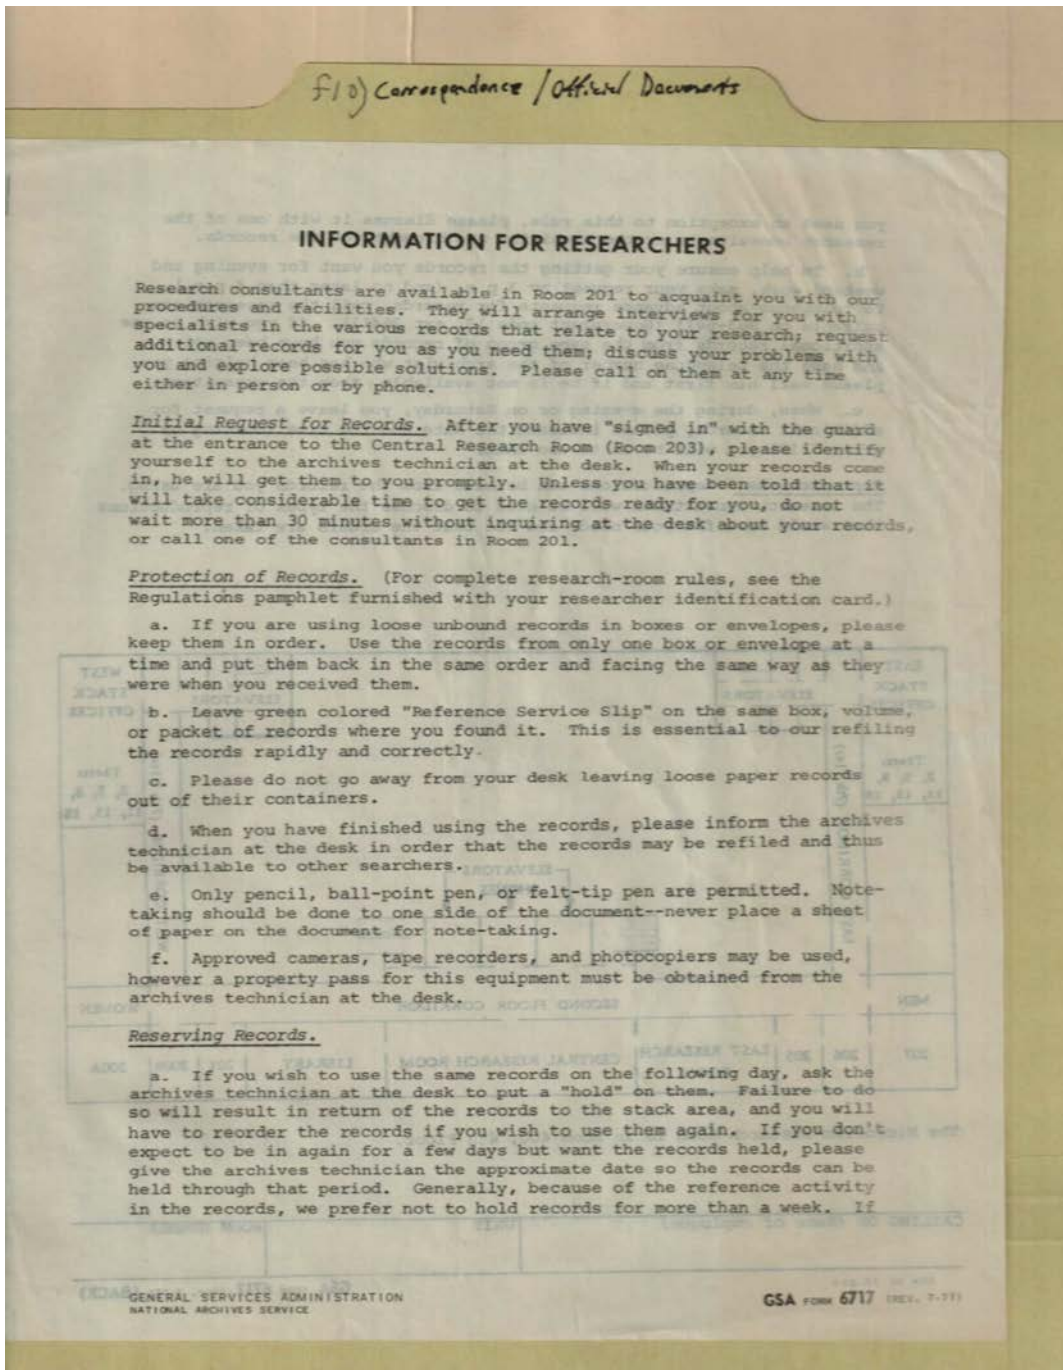 f10) Correspondence / Official Documents
INFORMATION FOR RESEARCHERS
Research consultants are available in Room 201 to acquaint you with our
procedures and facilities. They will arrange interviews for you with
specialists in the various records that relate to your research; request
additional records for you as you need them; discuss your problems with
you and explore possible solutions. Please call on them at any time
either in person or by phone.
Initial Request for Records. After you have "signed in" with the guard
at the entrance to the Central Research Room (Room 203), please identify
yourself to the archives technician at the desk. When your records come
in, he will get them to you promptly. Unless you have been told that it
will take considerable time to get the records ready for you, do not
wait more than 30 minutes without inquiring at the desk about your records,
or call one of the consultants in Room 201.
Protection of Records. (For complete research-room rules, see the
Regulations pamphlet furnished with your researcher identification card.)
a. If you are using loose unbound records in boxes or envelopes, please
keep them in order. Use the records from only one box or envelope at a
time and put them back in the same order and facing the same way as they
were when you received them.
b. Leave green colored "Reference Service Slip" on the same box, volume,
or packet of records where you found it. This is essential to our refiling
the records rapidly and correctly.
c. Please do not go away from your desk leaving loose paper records
out of their containers.
d. When you have finished using the records, please inform the archives
technician at the desk in order that the records may be refiled and thus
be available to other searchers.
e. Only pencil, ball-point pen, or felt-tip pen are permitted. Note-
taking should be done to one side of the document--never place a sheet
of paper on the document for note-taking.
f. Approved cameras, tape recorders, and photocopiers may be used,
however a property pass for this equipment must be obtained from the
archives technician at the desk.
Reserving Records.
a. If you wish to use the same records on the following day, ask the
archives technician at the desk to put a "hold" on them. Failure to do
so will result in return of the records to the stack area, and you will
have to reorder the records if you wish to use them again. If you don't
expect to be in again for a few days but want the records held, please
give the archives technician the approximate date so the records can be
held through that period. Generally, because of the reference activity
in the records, we prefer not to hold records for more than a week. If
GENERAL SERVICES ADMINISTRATION
NATIONAL ARCHIVES SERVICE
GSA FORM 6717 (REV.